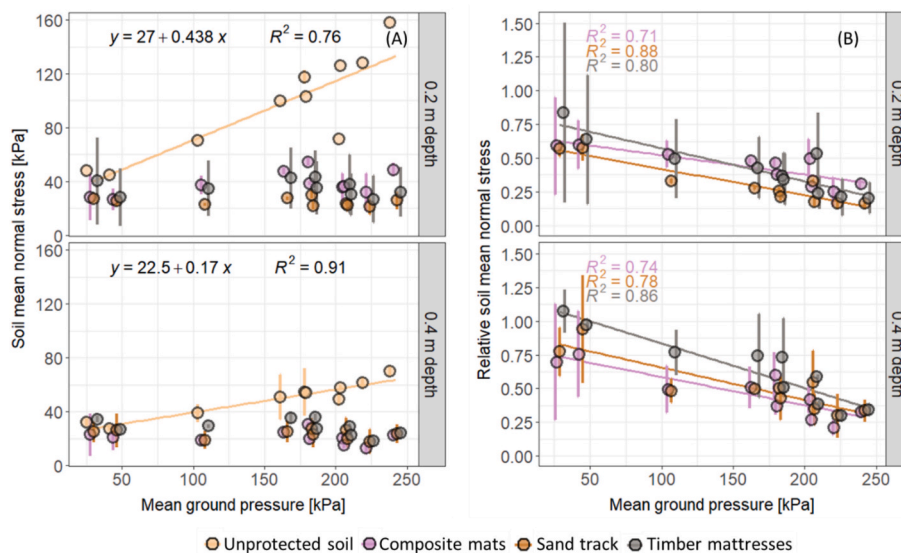 y = 27 + 0.438 x
R² = 0.76
(A)
Soil mean normal stress [kPa]
160
120
80
40
0
0.2 m depth
y = 22.5 + 0.17 x
R² = 0.91
160
120
80
40
0
0.4 m depth
50 100 150 200 250
Mean ground pressure [kPa]
(B)
R² = 0.71
R² = 0.88
R² = 0.80
Relative soil mean normal stress
1.50
1.25
1.00
0.75
0.50
0.25
0.00
0.2 m depth
R² = 0.74
R² = 0.78
R² = 0.86
1.50
1.25
1.00
0.75
0.50
0.25
0.00
0.4 m depth
50 100 150 200 250
Mean ground pressure [kPa]
Unprotected soil Composite mats Sand track Timber mattresses